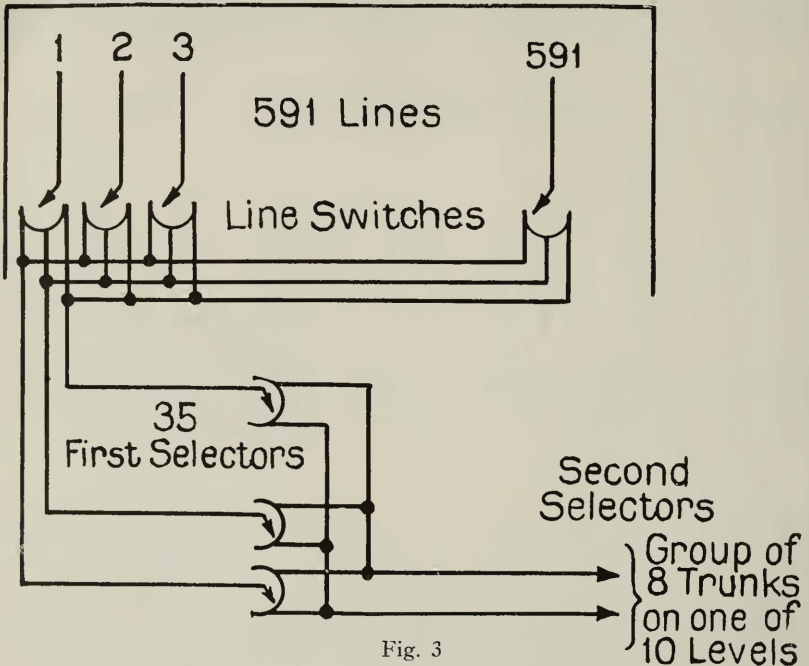 1 2 3 591
591 Lines
Line Switches
35
First Selectors
Second
Selectors
Group of
8 Trunks
on one of
10 Levels
Fig. 3